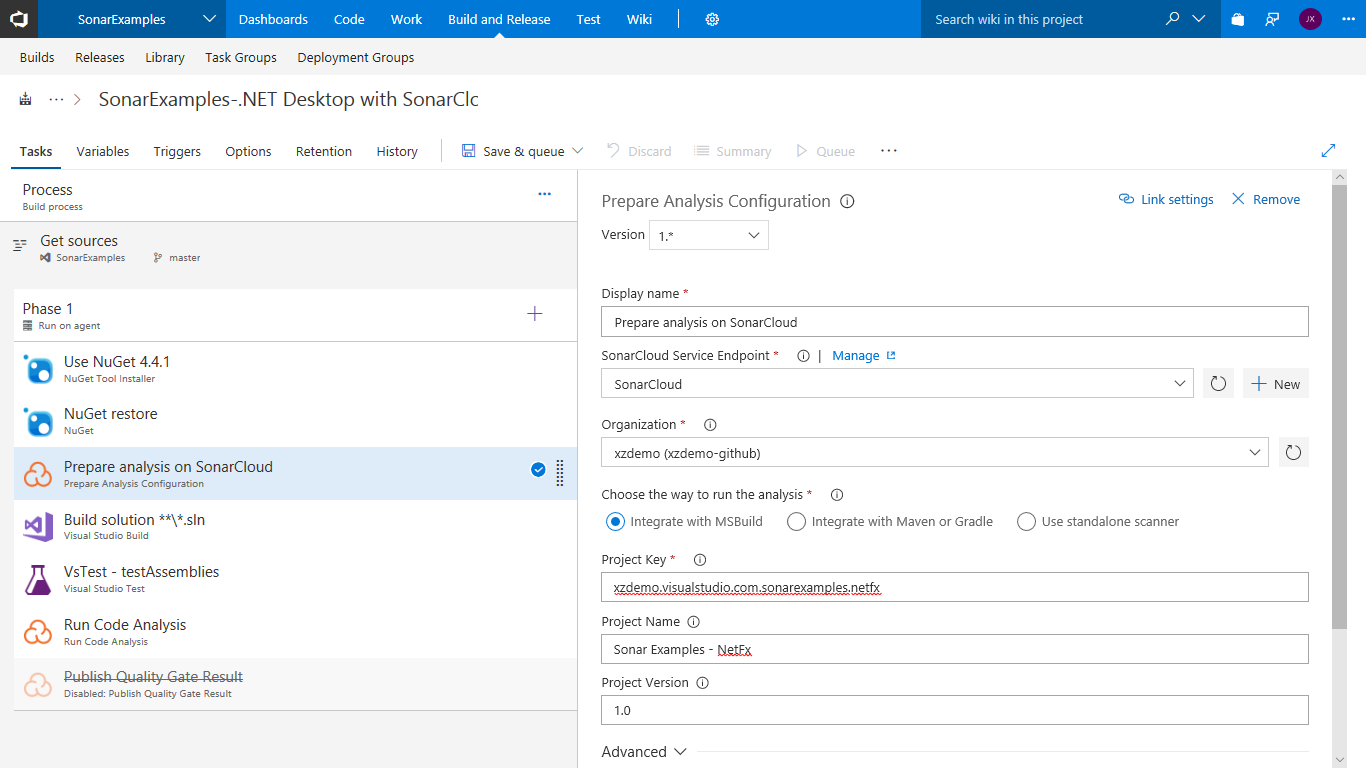 SonarExamples Dashboards Code Work Build and Release Test Wiki Search wiki in this project JX
Builds Releases Library Task Groups Deployment Groups
SonarExamples-.NET Desktop with SonarClc
Tasks Variables Triggers Options Retention History Save & queue Discard Summary Queue
Process
Build process
Get sources
SonarExamples master
Phase 1
Run on agent
Use NuGet 4.4.1
NuGet Tool Installer
NuGet restore
NuGet
Prepare analysis on SonarCloud
Prepare Analysis Configuration
Build solution **\*.sln
Visual Studio Build
VsTest - testAssemblies
Visual Studio Test
Run Code Analysis
Run Code Analysis
Publish Quality Gate Result
Disabled: Publish Quality Gate Result
Prepare Analysis Configuration Link settings Remove
Version 1.*
Display name *
Prepare analysis on SonarCloud
SonarCloud Service Endpoint * | Manage
SonarCloud New
Organization *
xzdemo (xzdemo-github)
Choose the way to run the analysis *
Integrate with MSBuild Integrate with Maven or Gradle Use standalone scanner
Project Key *
xzdemo.visualstudio.com.sonarexamples.netfx
Project Name
Sonar Examples - NetFx
Project Version
1.0
Advanced